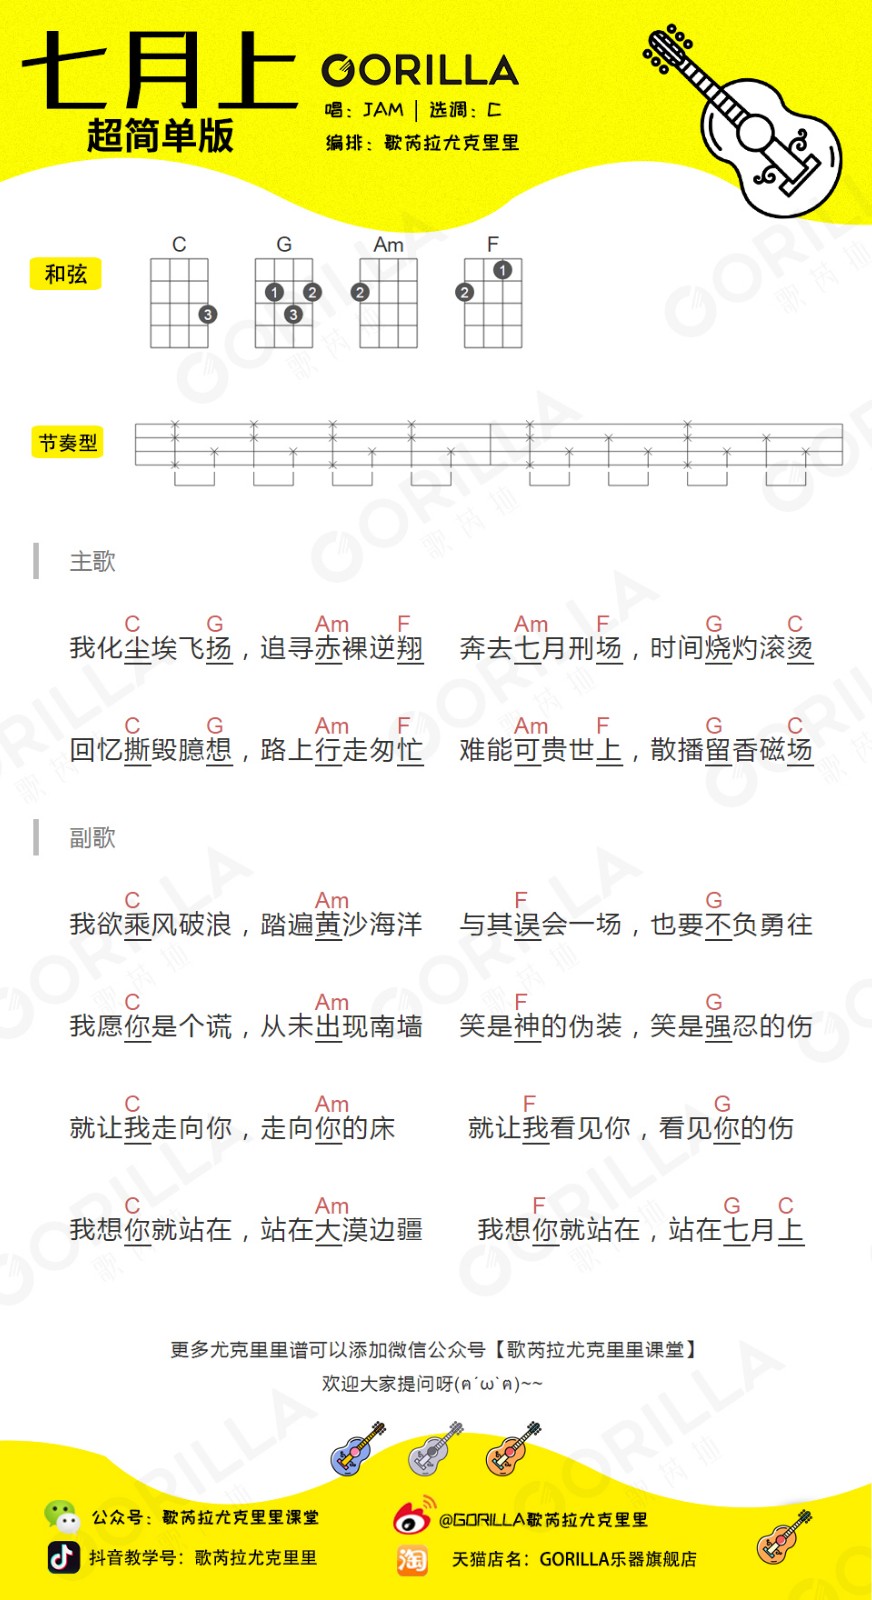 七月上
超简单版
GORILLA
唱：JAM | 选调：C
编排：歌芮拉尤克里里
和弦
C G Am F
3 1 2 3 2 2 1
节奏型
主歌
C G Am F Am F G C
我化尘埃飞扬，追寻赤裸逆翔 奔去七月刑场，时间烧灼滚烫
C G Am F Am F G C
回忆撕毁臆想，路上行走匆忙 难能可贵世上，散播留香磁场
副歌
C Am F G
我欲乘风破浪，踏遍黄沙海洋 与其误会一场，也要不负勇往
C Am F G
我愿你是个谎，从未出现南墙 笑是神的伪装，笑是强忍的伤
C Am F G
就让我走向你，走向你的床 就让我看见你，看见你的伤
C Am F G C
我想你就站在，站在大漠边疆 我想你就站在，站在七月上
更多尤克里里谱可以添加微信公众号【歌芮拉尤克里里课堂】
欢迎大家提问呀(ฅ´ω`ฅ)~~
公众号：歌芮拉尤克里里课堂
@GORILLA歌芮拉尤克里里
抖音教学号：歌芮拉尤克里里
淘 天猫店名：GORILLA乐器旗舰店